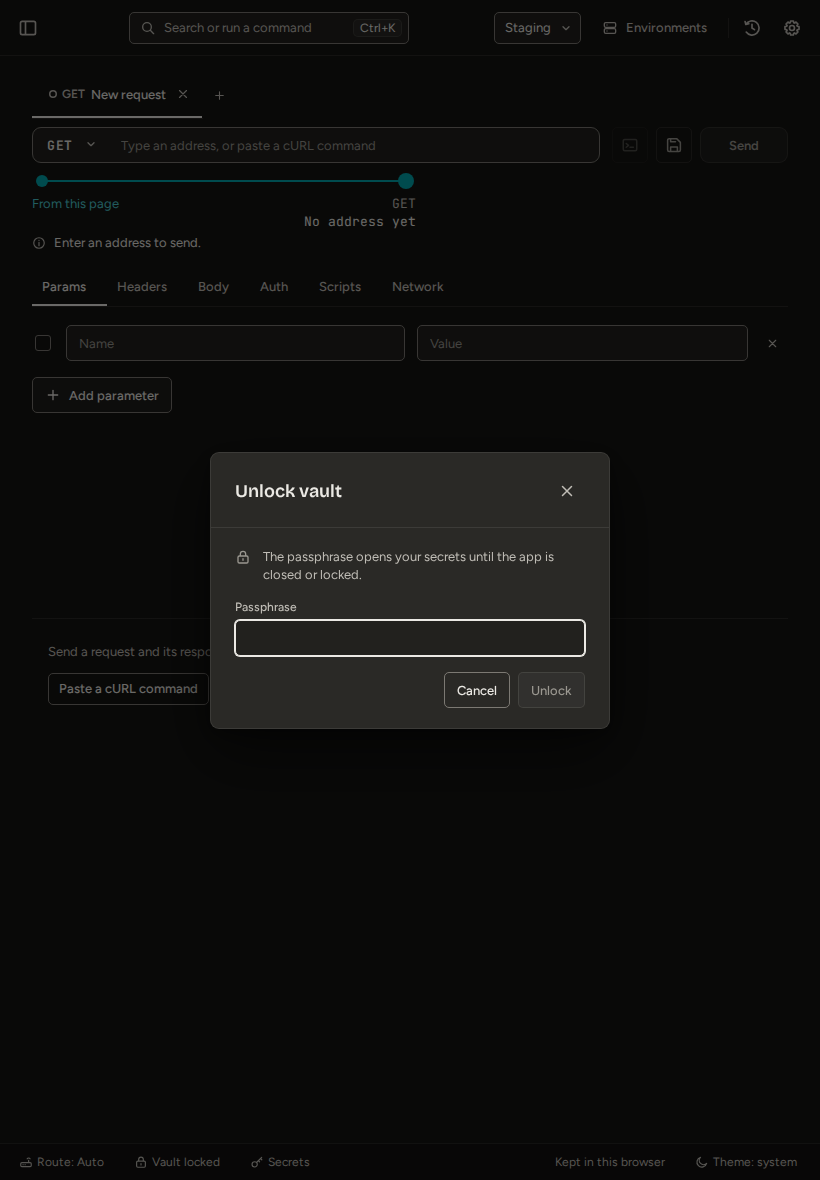 Search or run a command Ctrl+K Staging Environments
GET New request
GET Type an address, or paste a cURL command Send
From this page GET
No address yet
Enter an address to send.
Params Headers Body Auth Scripts Network
Name Value
Add parameter
Unlock vault
The passphrase opens your secrets until the app is
closed or locked.
Passphrase
Send a request and its respo
Paste a cURL command
Cancel Unlock
Route: Auto Vault locked Secrets Kept in this browser Theme: system